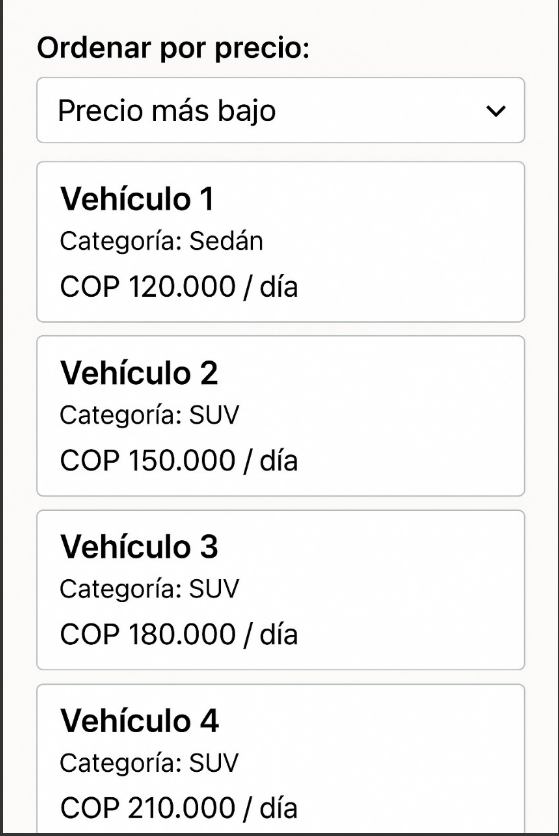 Ordenar por precio:
Precio más bajo
Vehículo 1
Categoría: Sedán
COP 120.000 / día
Vehículo 2
Categoría: SUV
COP 150.000 / día
Vehículo 3
Categoría: SUV
COP 180.000 / día
Vehículo 4
Categoría: SUV
COP 210.000 / día